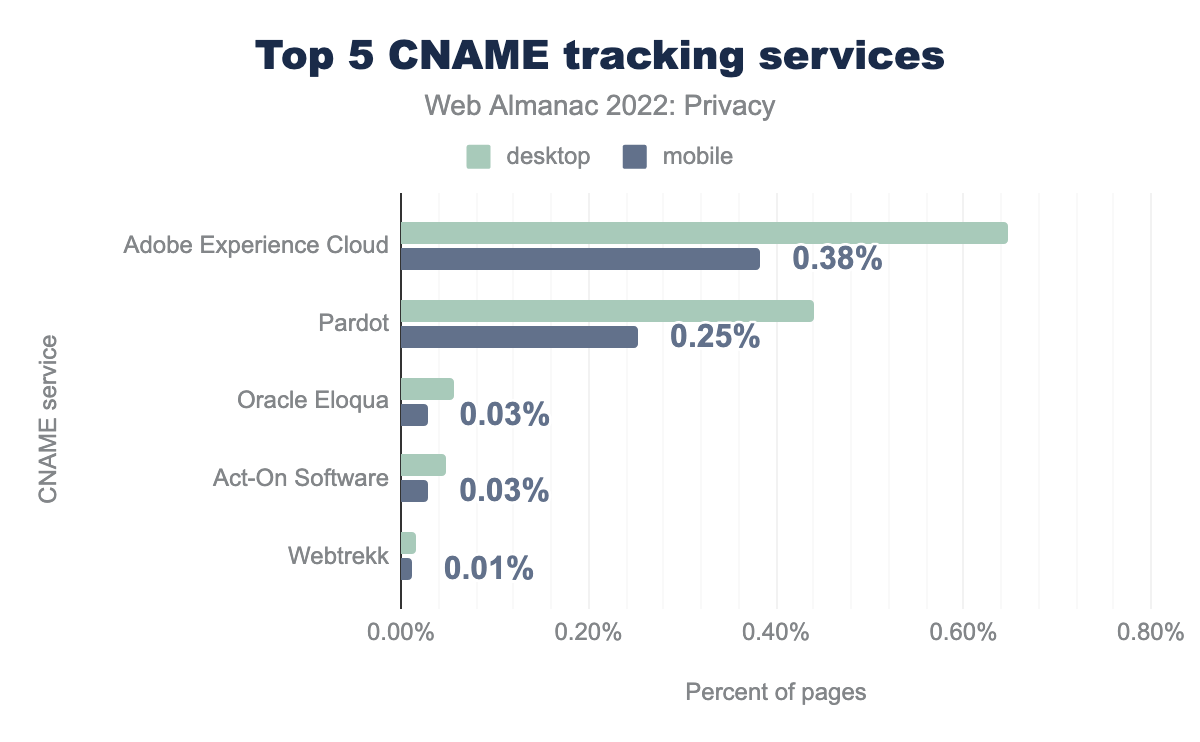 Top 5 CNAME tracking services
Web Almanac 2022: Privacy
desktop
mobile
CNAME service
Adobe Experience Cloud
0.38%
Pardot
0.25%
Oracle Eloqua
0.03%
Act-On Software
0.03%
Webtrekk
0.01%
0.00% 0.20% 0.40% 0.60% 0.80%
Percent of pages